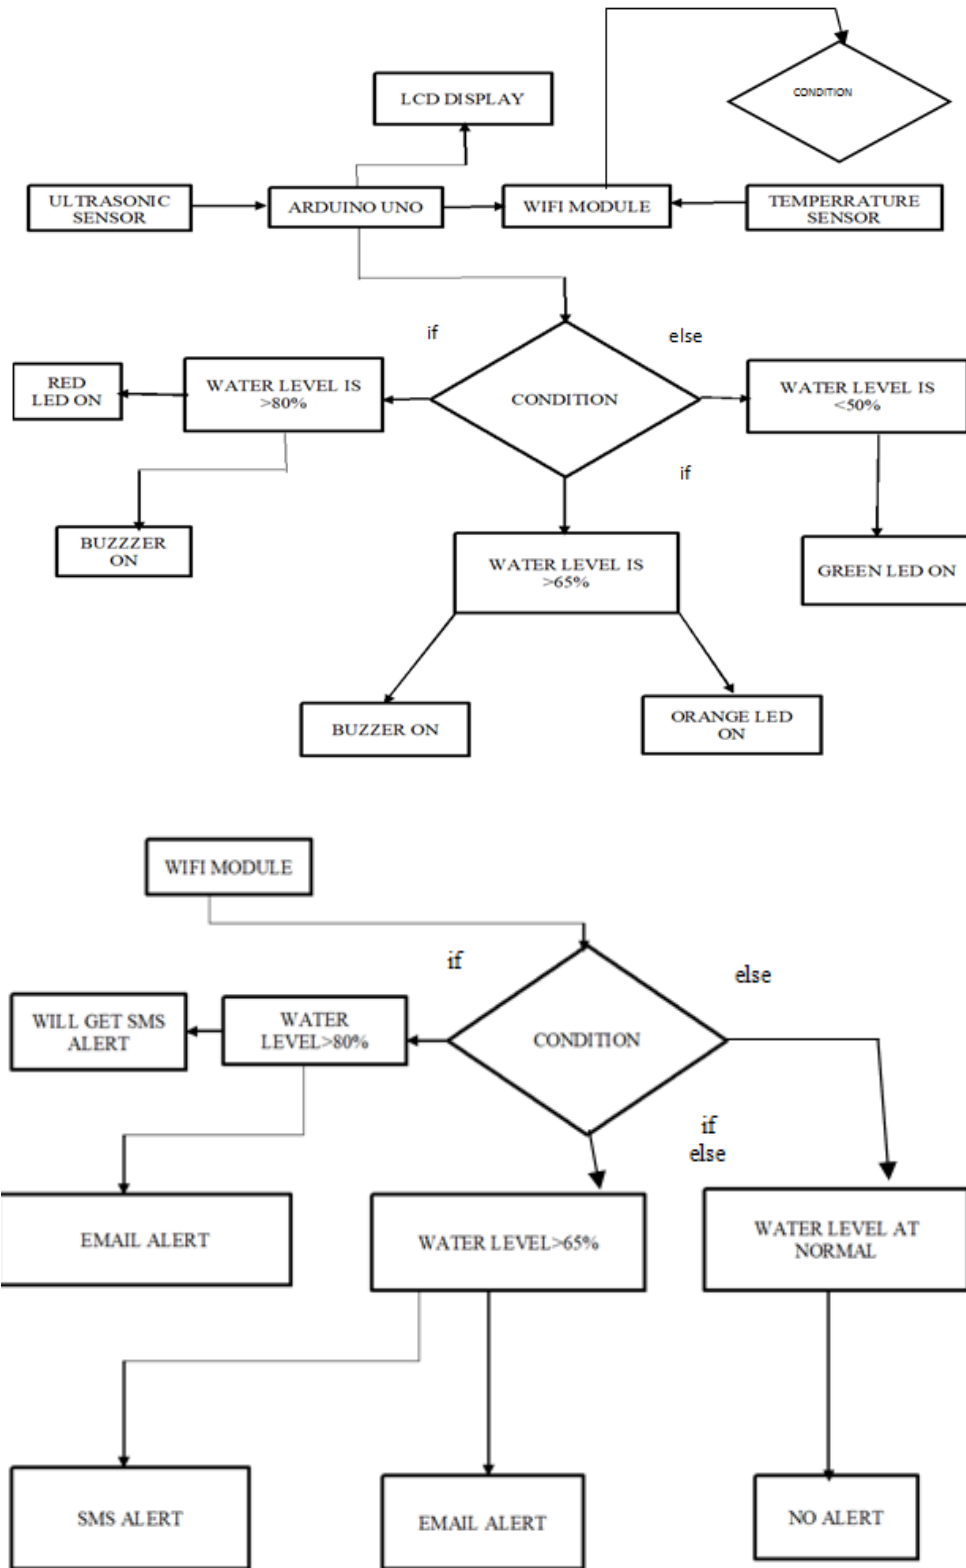 LCD DISPLAY
CONDITION
ULTRASONIC
SENSOR
ARDUINO UNO
WIFI MODULE
TEMPERRATURE
SENSOR
if
else
RED
LED ON
WATER LEVEL IS
>80%
CONDITION
WATER LEVEL IS
<50%
if
BUZZZER
ON
WATER LEVEL IS
>65%
GREEN LED ON
BUZZER ON
ORANGE LED
ON
WIFI MODULE
if
else
WILL GET SMS
ALERT
WATER
LEVEL>80%
CONDITION
if
else
EMAIL ALERT
WATER LEVEL>65%
WATER LEVEL AT
NORMAL
SMS ALERT
EMAIL ALERT
NO ALERT